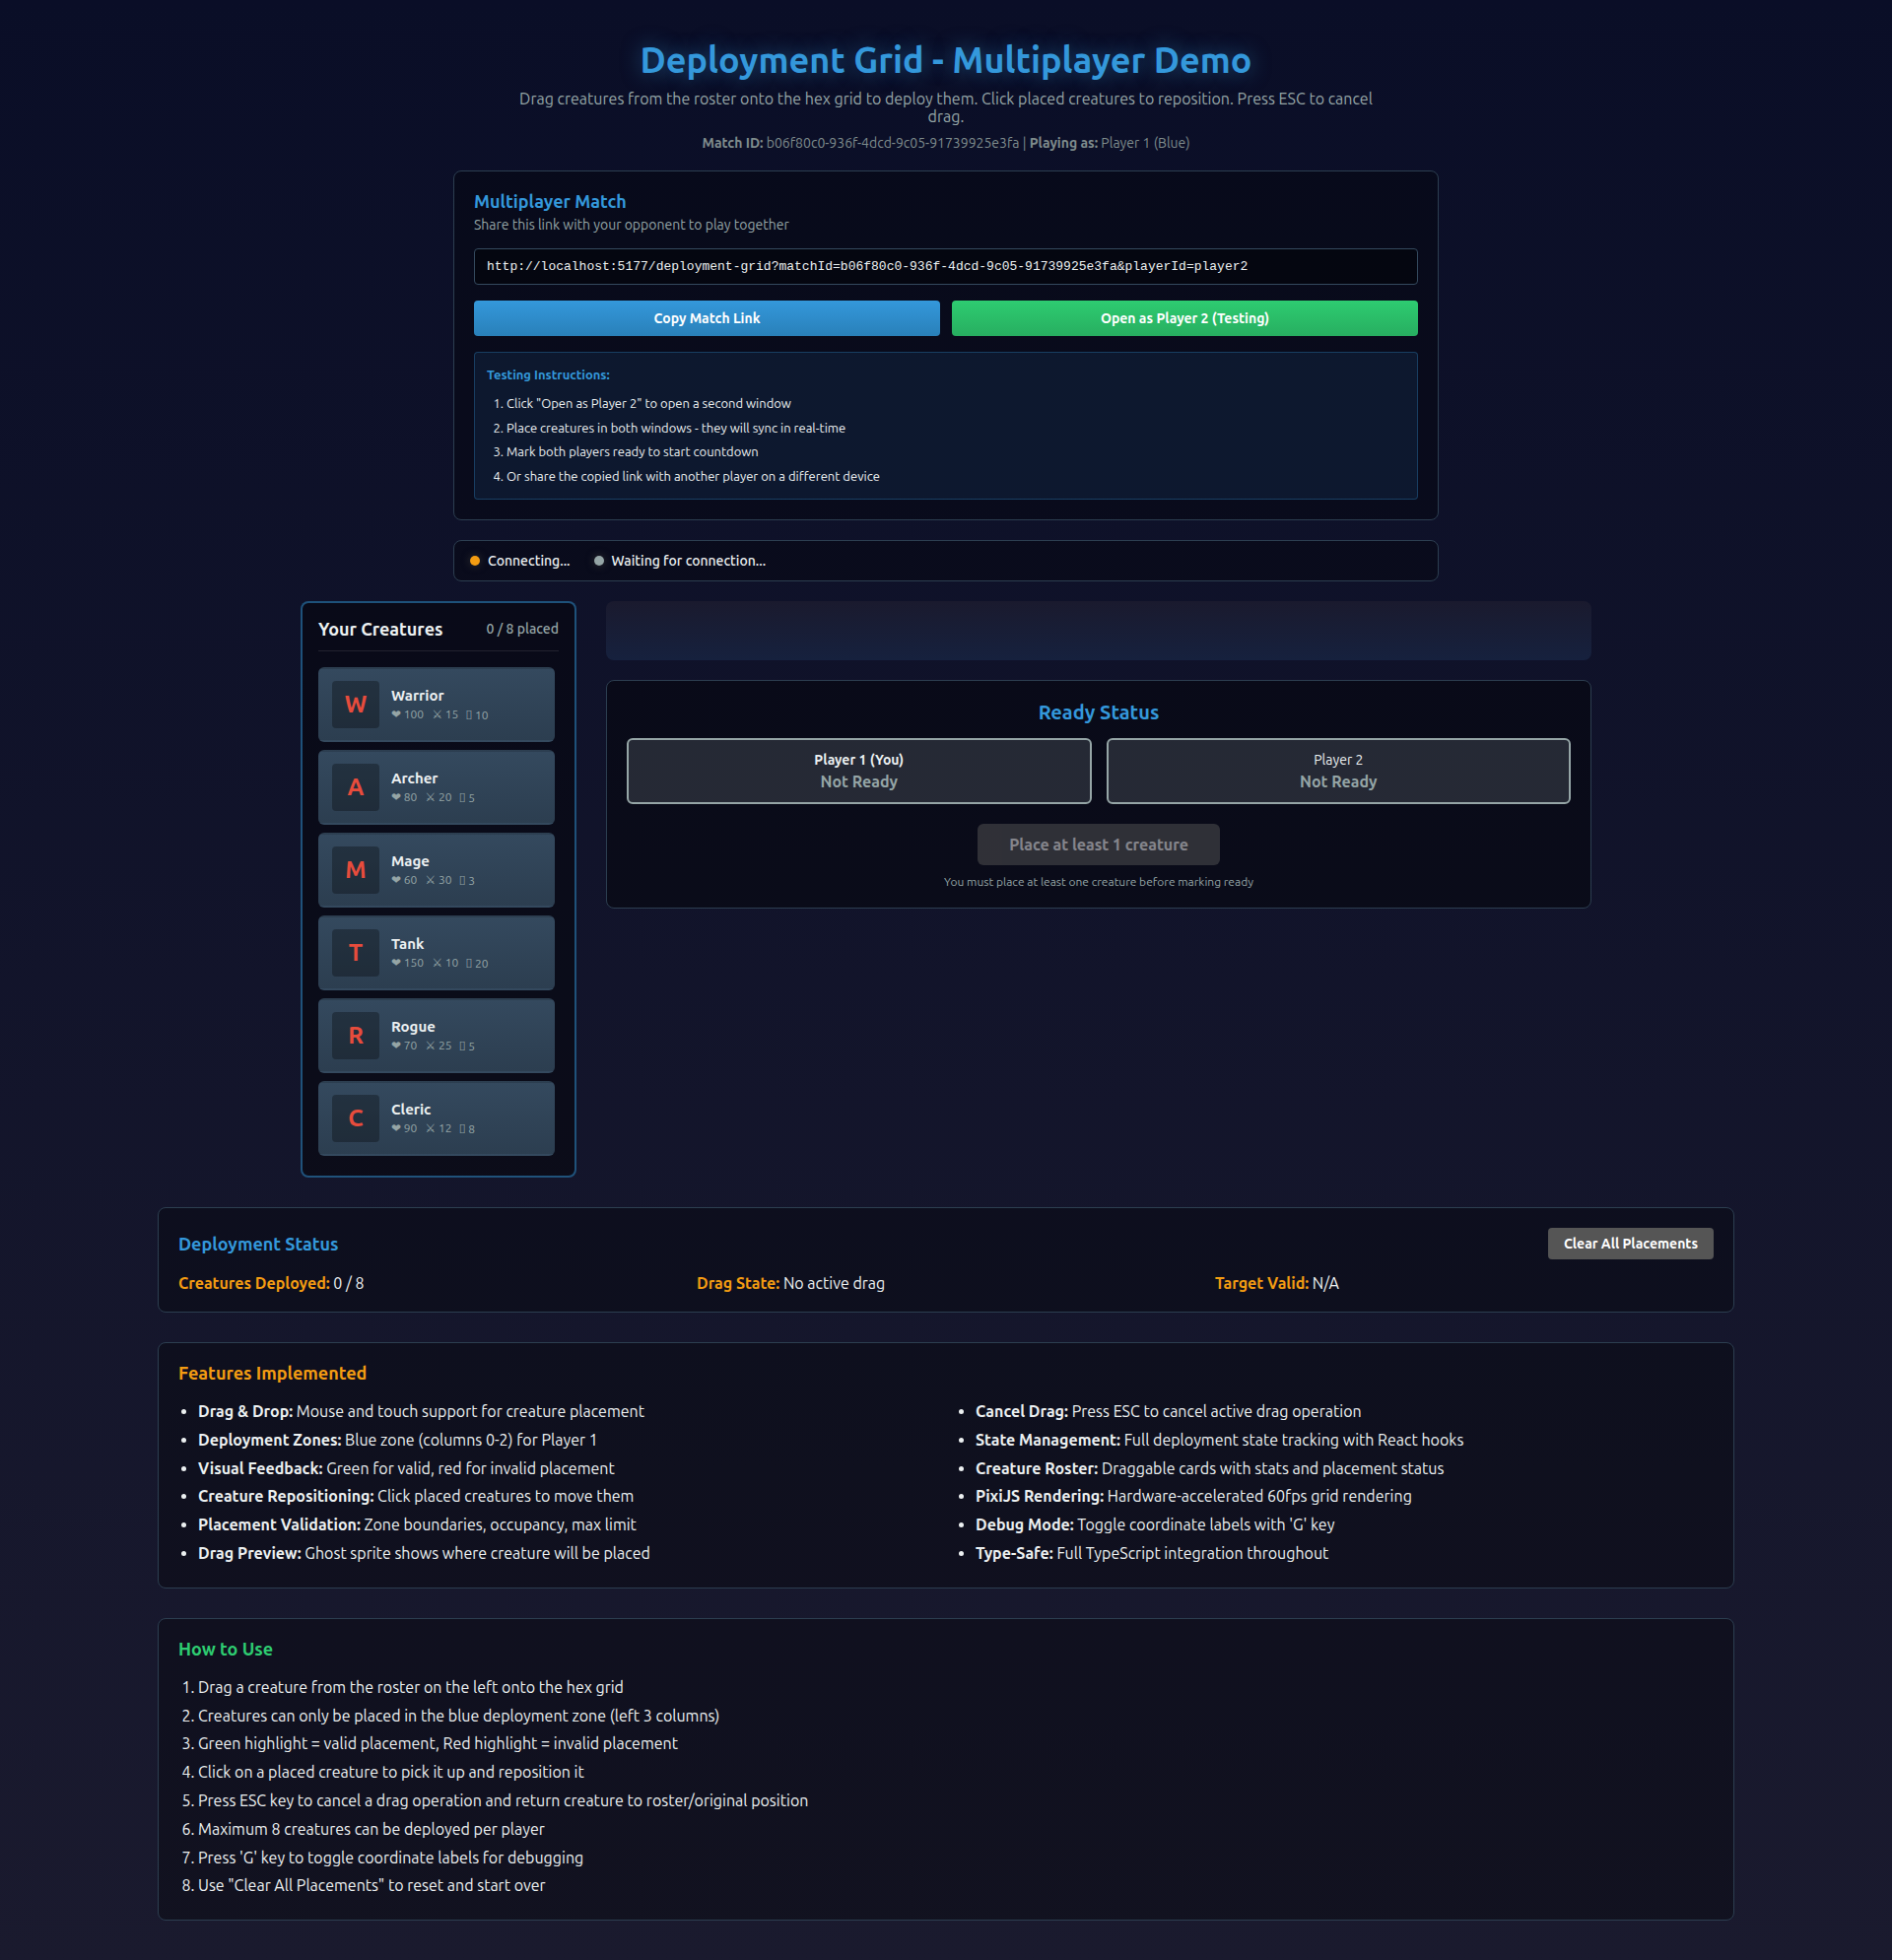 Deployment Grid - Multiplayer Demo
Drag creatures from the roster onto the hex grid to deploy them. Click placed creatures to reposition. Press ESC to cancel
drag.
Match ID: b06f80c0-936f-4dcd-9c05-91739925e3fa | Playing as: Player 1 (Blue)
Multiplayer Match
Share this link with your opponent to play together
http://localhost:5177/deployment-grid?matchId=b06f80c0-936f-4dcd-9c05-91739925e3fa&playerId=player2
Copy Match Link
Open as Player 2 (Testing)
Testing Instructions:
1. Click "Open as Player 2" to open a second window
2. Place creatures in both windows - they will sync in real-time
3. Mark both players ready to start countdown
4. Or share the copied link with another player on a different device
Connecting... Waiting for connection...
Your Creatures 0 / 8 placed
W Warrior
❤ 100 ⚔ 15 10
A Archer
❤ 80 ⚔ 20 5
M Mage
❤ 60 ⚔ 30 3
T Tank
❤ 150 ⚔ 10 20
R Rogue
❤ 70 ⚔ 25 5
C Cleric
❤ 90 ⚔ 12 8
Ready Status
Player 1 (You)
Not Ready
Player 2
Not Ready
Place at least 1 creature
You must place at least one creature before marking ready
Deployment Status
Clear All Placements
Creatures Deployed: 0 / 8
Drag State: No active drag
Target Valid: N/A
Features Implemented
• Drag & Drop: Mouse and touch support for creature placement
• Deployment Zones: Blue zone (columns 0-2) for Player 1
• Visual Feedback: Green for valid, red for invalid placement
• Creature Repositioning: Click placed creatures to move them
• Placement Validation: Zone boundaries, occupancy, max limit
• Drag Preview: Ghost sprite shows where creature will be placed
• Cancel Drag: Press ESC to cancel active drag operation
• State Management: Full deployment state tracking with React hooks
• Creature Roster: Draggable cards with stats and placement status
• PixiJS Rendering: Hardware-accelerated 60fps grid rendering
• Debug Mode: Toggle coordinate labels with 'G' key
• Type-Safe: Full TypeScript integration throughout
How to Use
1. Drag a creature from the roster on the left onto the hex grid
2. Creatures can only be placed in the blue deployment zone (left 3 columns)
3. Green highlight = valid placement, Red highlight = invalid placement
4. Click on a placed creature to pick it up and reposition it
5. Press ESC key to cancel a drag operation and return creature to roster/original position
6. Maximum 8 creatures can be deployed per player
7. Press 'G' key to toggle coordinate labels for debugging
8. Use "Clear All Placements" to reset and start over